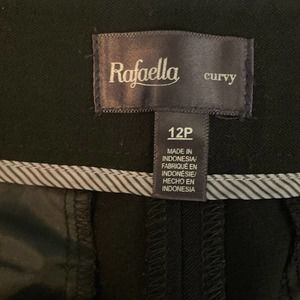 Rafaella curvy
12P
MADE IN
INDONESIA/
FABRIQUÉ EN
INDONÉSIE/
HECHO EN
INDONESIA